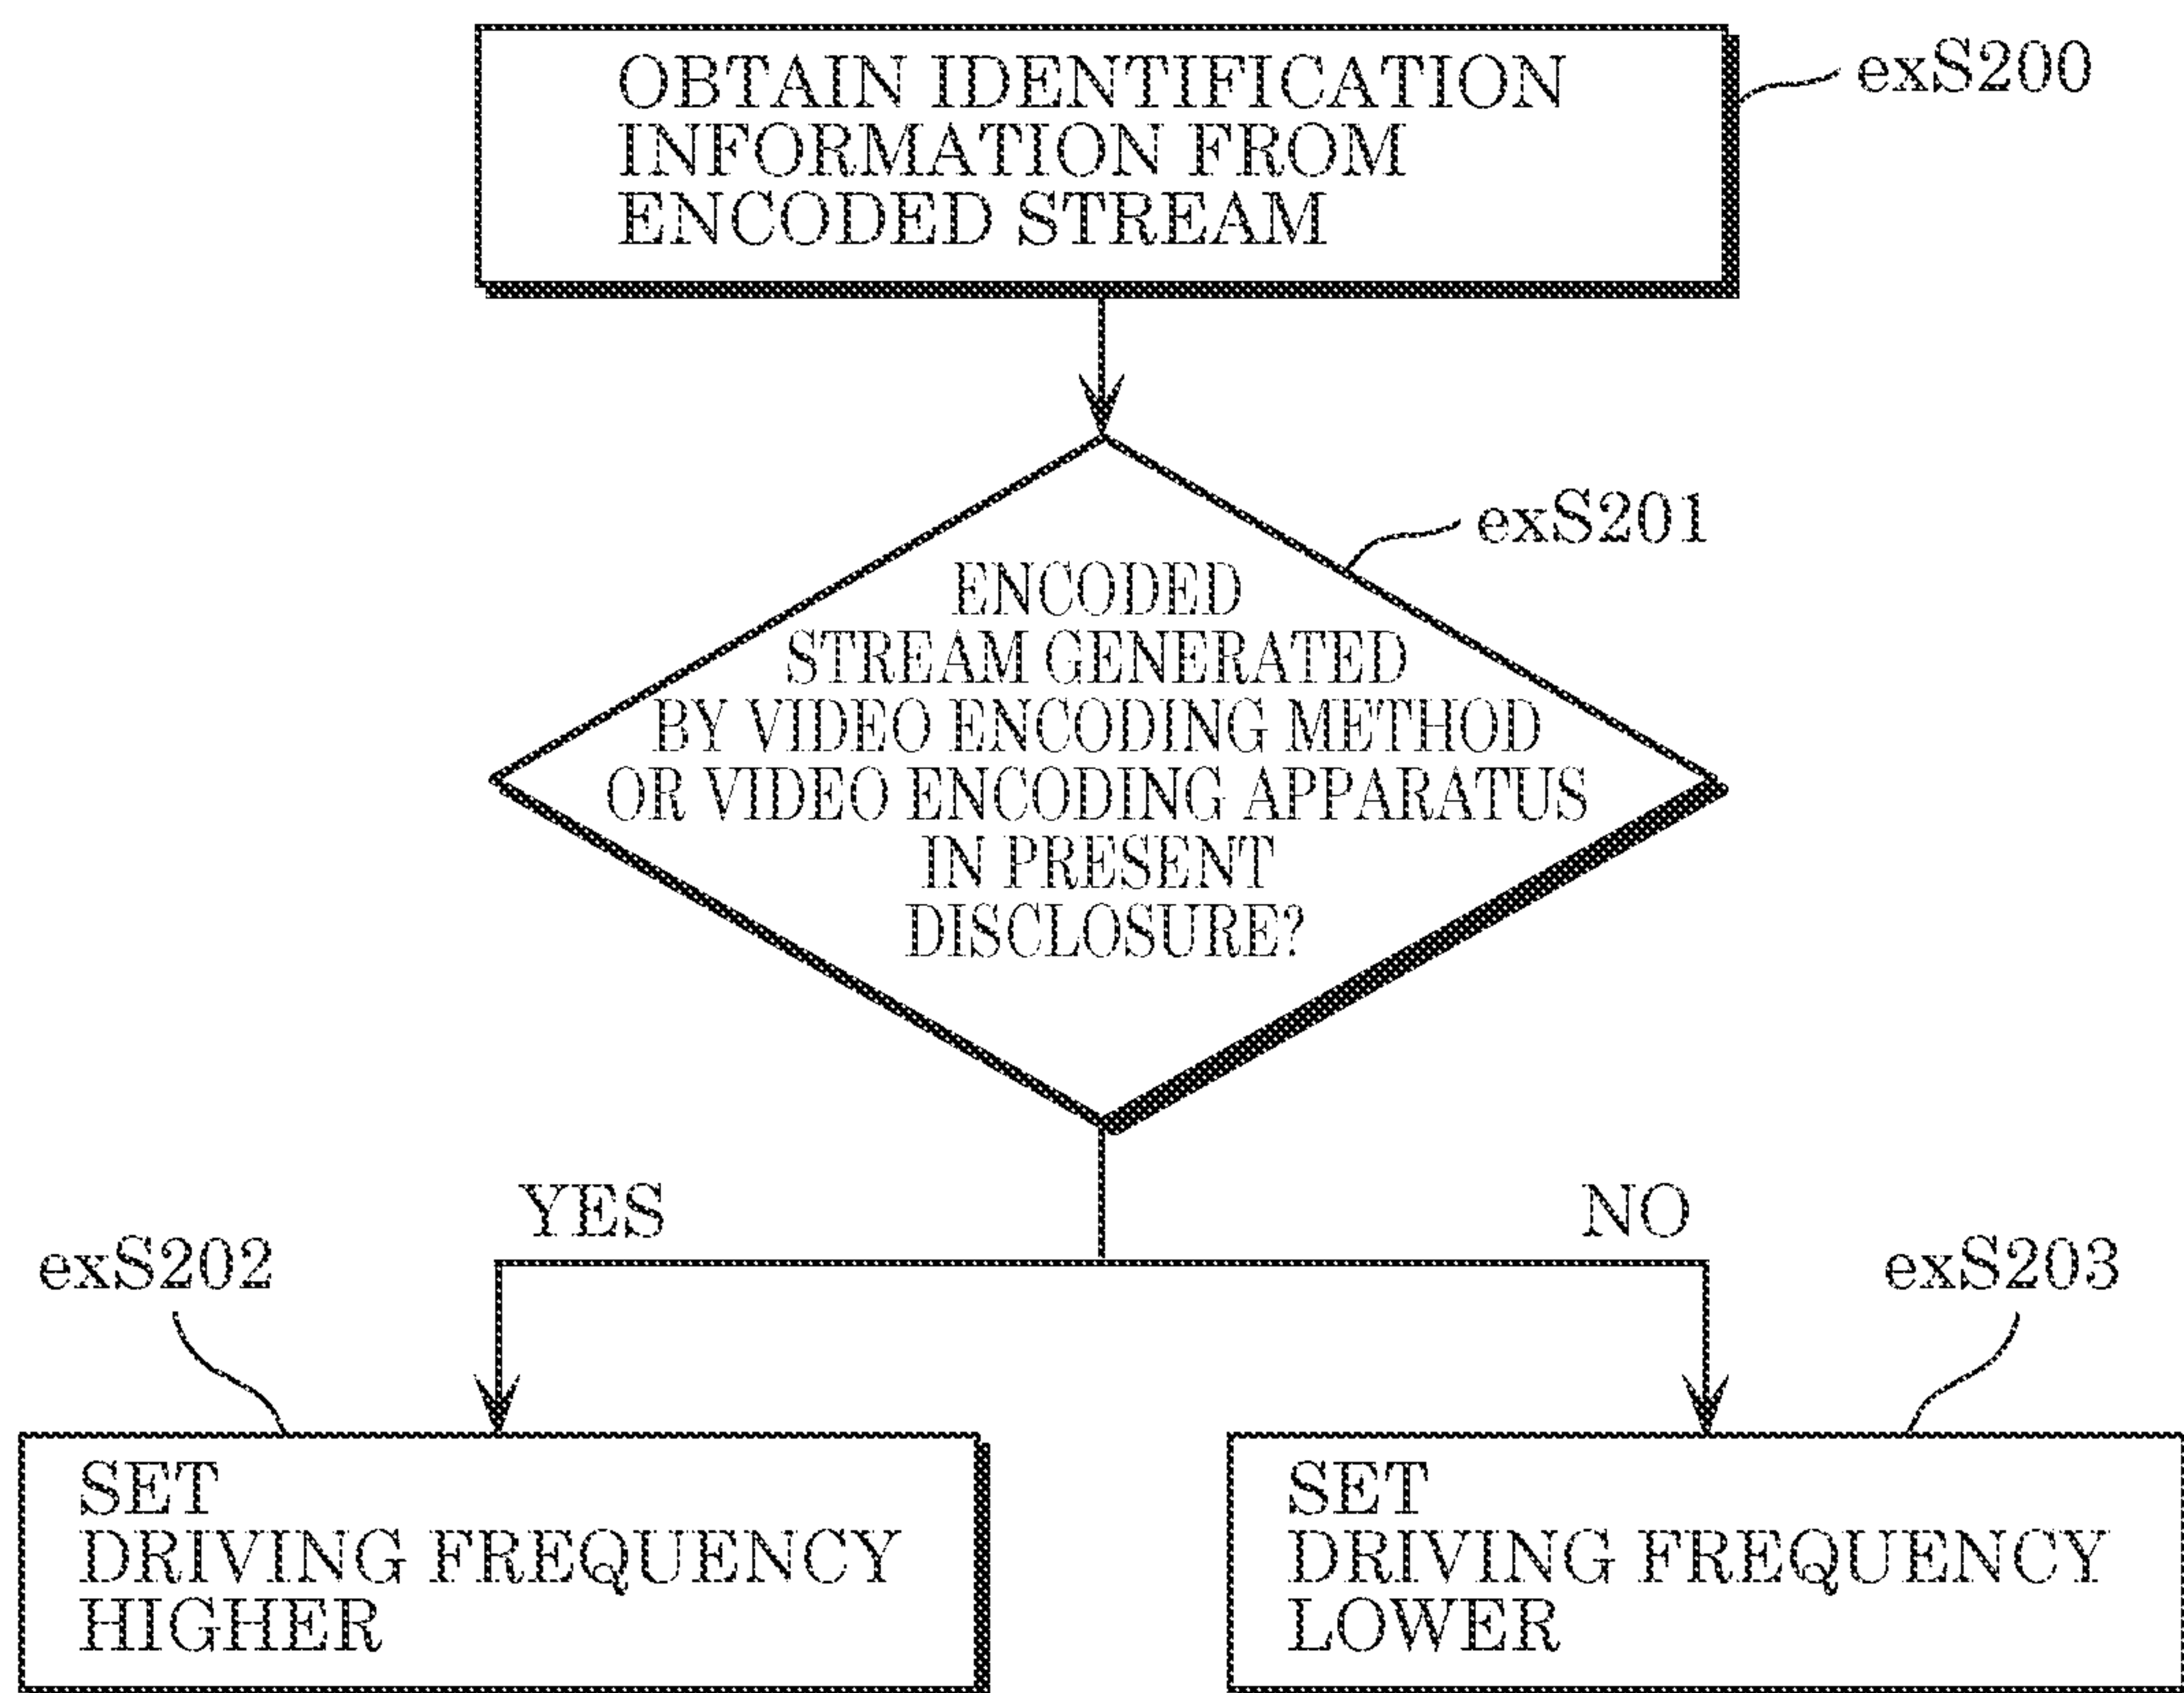 OBTAIN IDENTIFICATION
INFORMATION FROM
ENCODED STREAM
exS200
exS201
ENCODED
STREAM GENERATED
BY VIDEO ENCODING METHOD
OR VIDEO ENCODING APPARATUS
IN PRESENT
DISCLOSURE?
YES
NO
exS202
exS203
SET
DRIVING FREQUENCY
HIGHER
SET
DRIVING FREQUENCY
LOWER